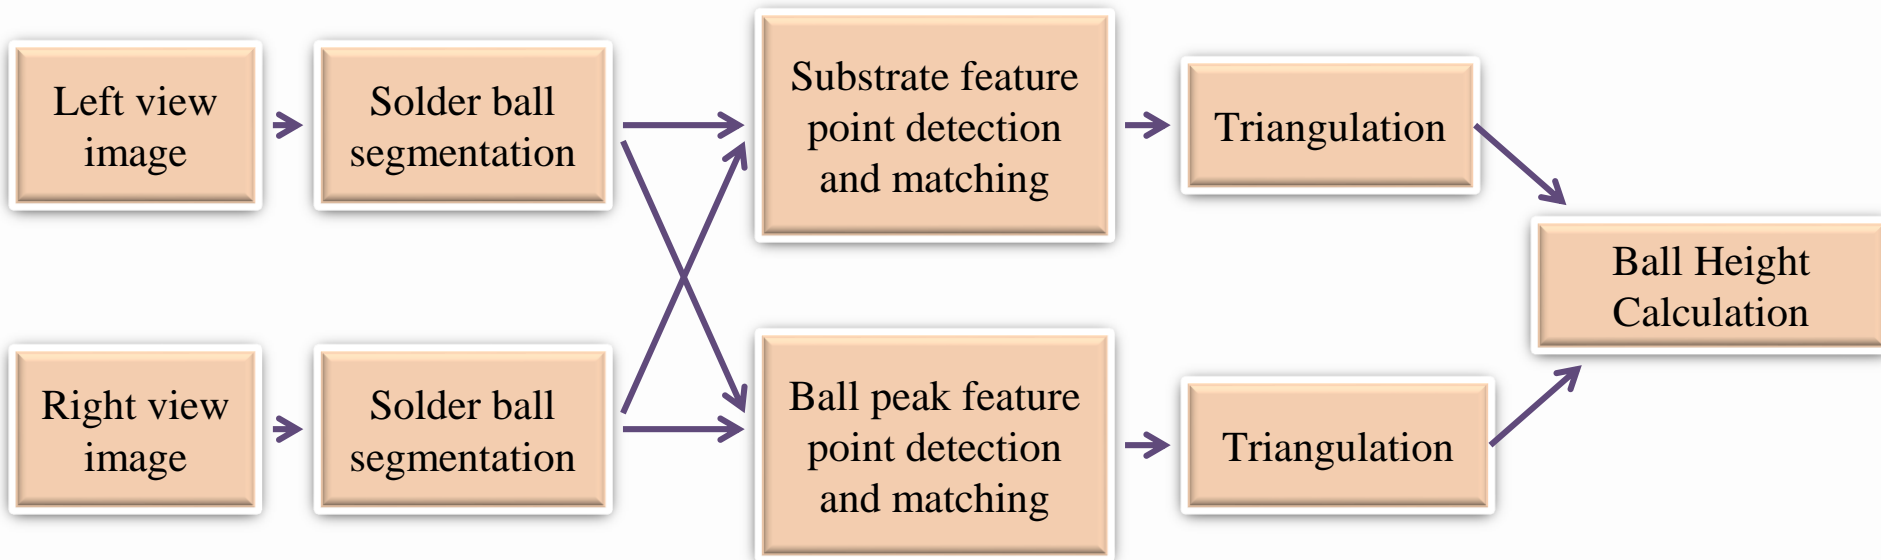 Left view
image
Solder ball
segmentation
Substrate feature
point detection
and matching
Triangulation
Ball Height
Calculation
Right view
image
Solder ball
segmentation
Ball peak feature
point detection
and matching
Triangulation